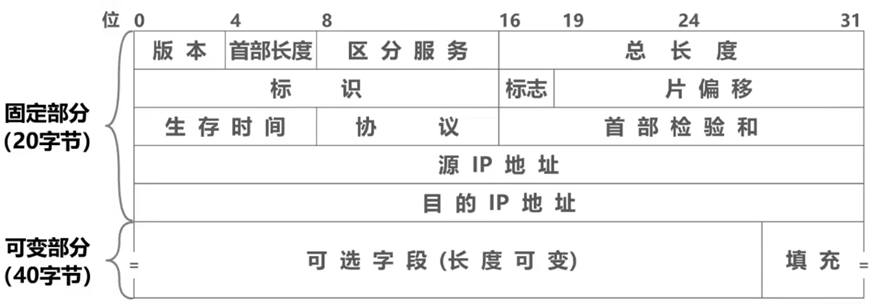 位 0 4 8 16 19 24 31
版本 首部长度 区分服务 总长度
标识 标志 片偏移
固定部分
(20字节)
生存时间 协议 首部检验和
源 IP 地址
目的 IP 地址
可变部分
(40字节)
= 可选字段 (长度可变) 填充 =